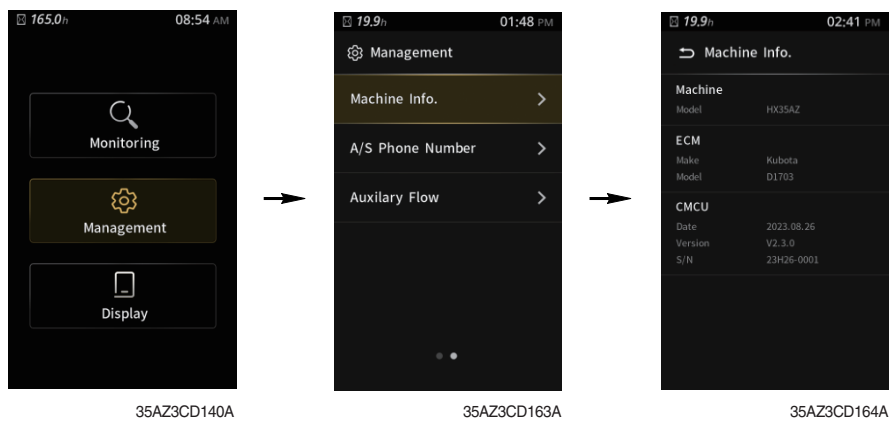 165.0h 08:54 AM
Monitoring
Management
Display
35AZ3CD140A
19.9h 01:48 PM
Management
Machine Info.
A/S Phone Number
Auxilary Flow
35AZ3CD163A
19.9h 02:41 PM
Machine Info.
Machine
Model HX35AZ
ECM
Make Kubota
Model D1703
CMCU
Date 2023.08.26
Version V2.3.0
S/N 23H26-0001
35AZ3CD164A